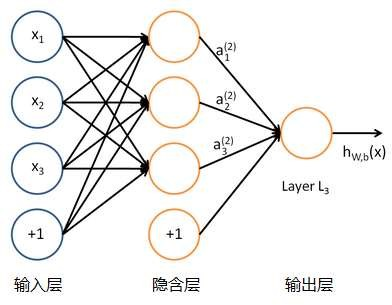 x₁
x₂
x₃
+1
a₁⁽²⁾
a₂⁽²⁾
a₃⁽²⁾
+1
h_{W,b}(x)
Layer L₃
输入层
隐含层
输出层